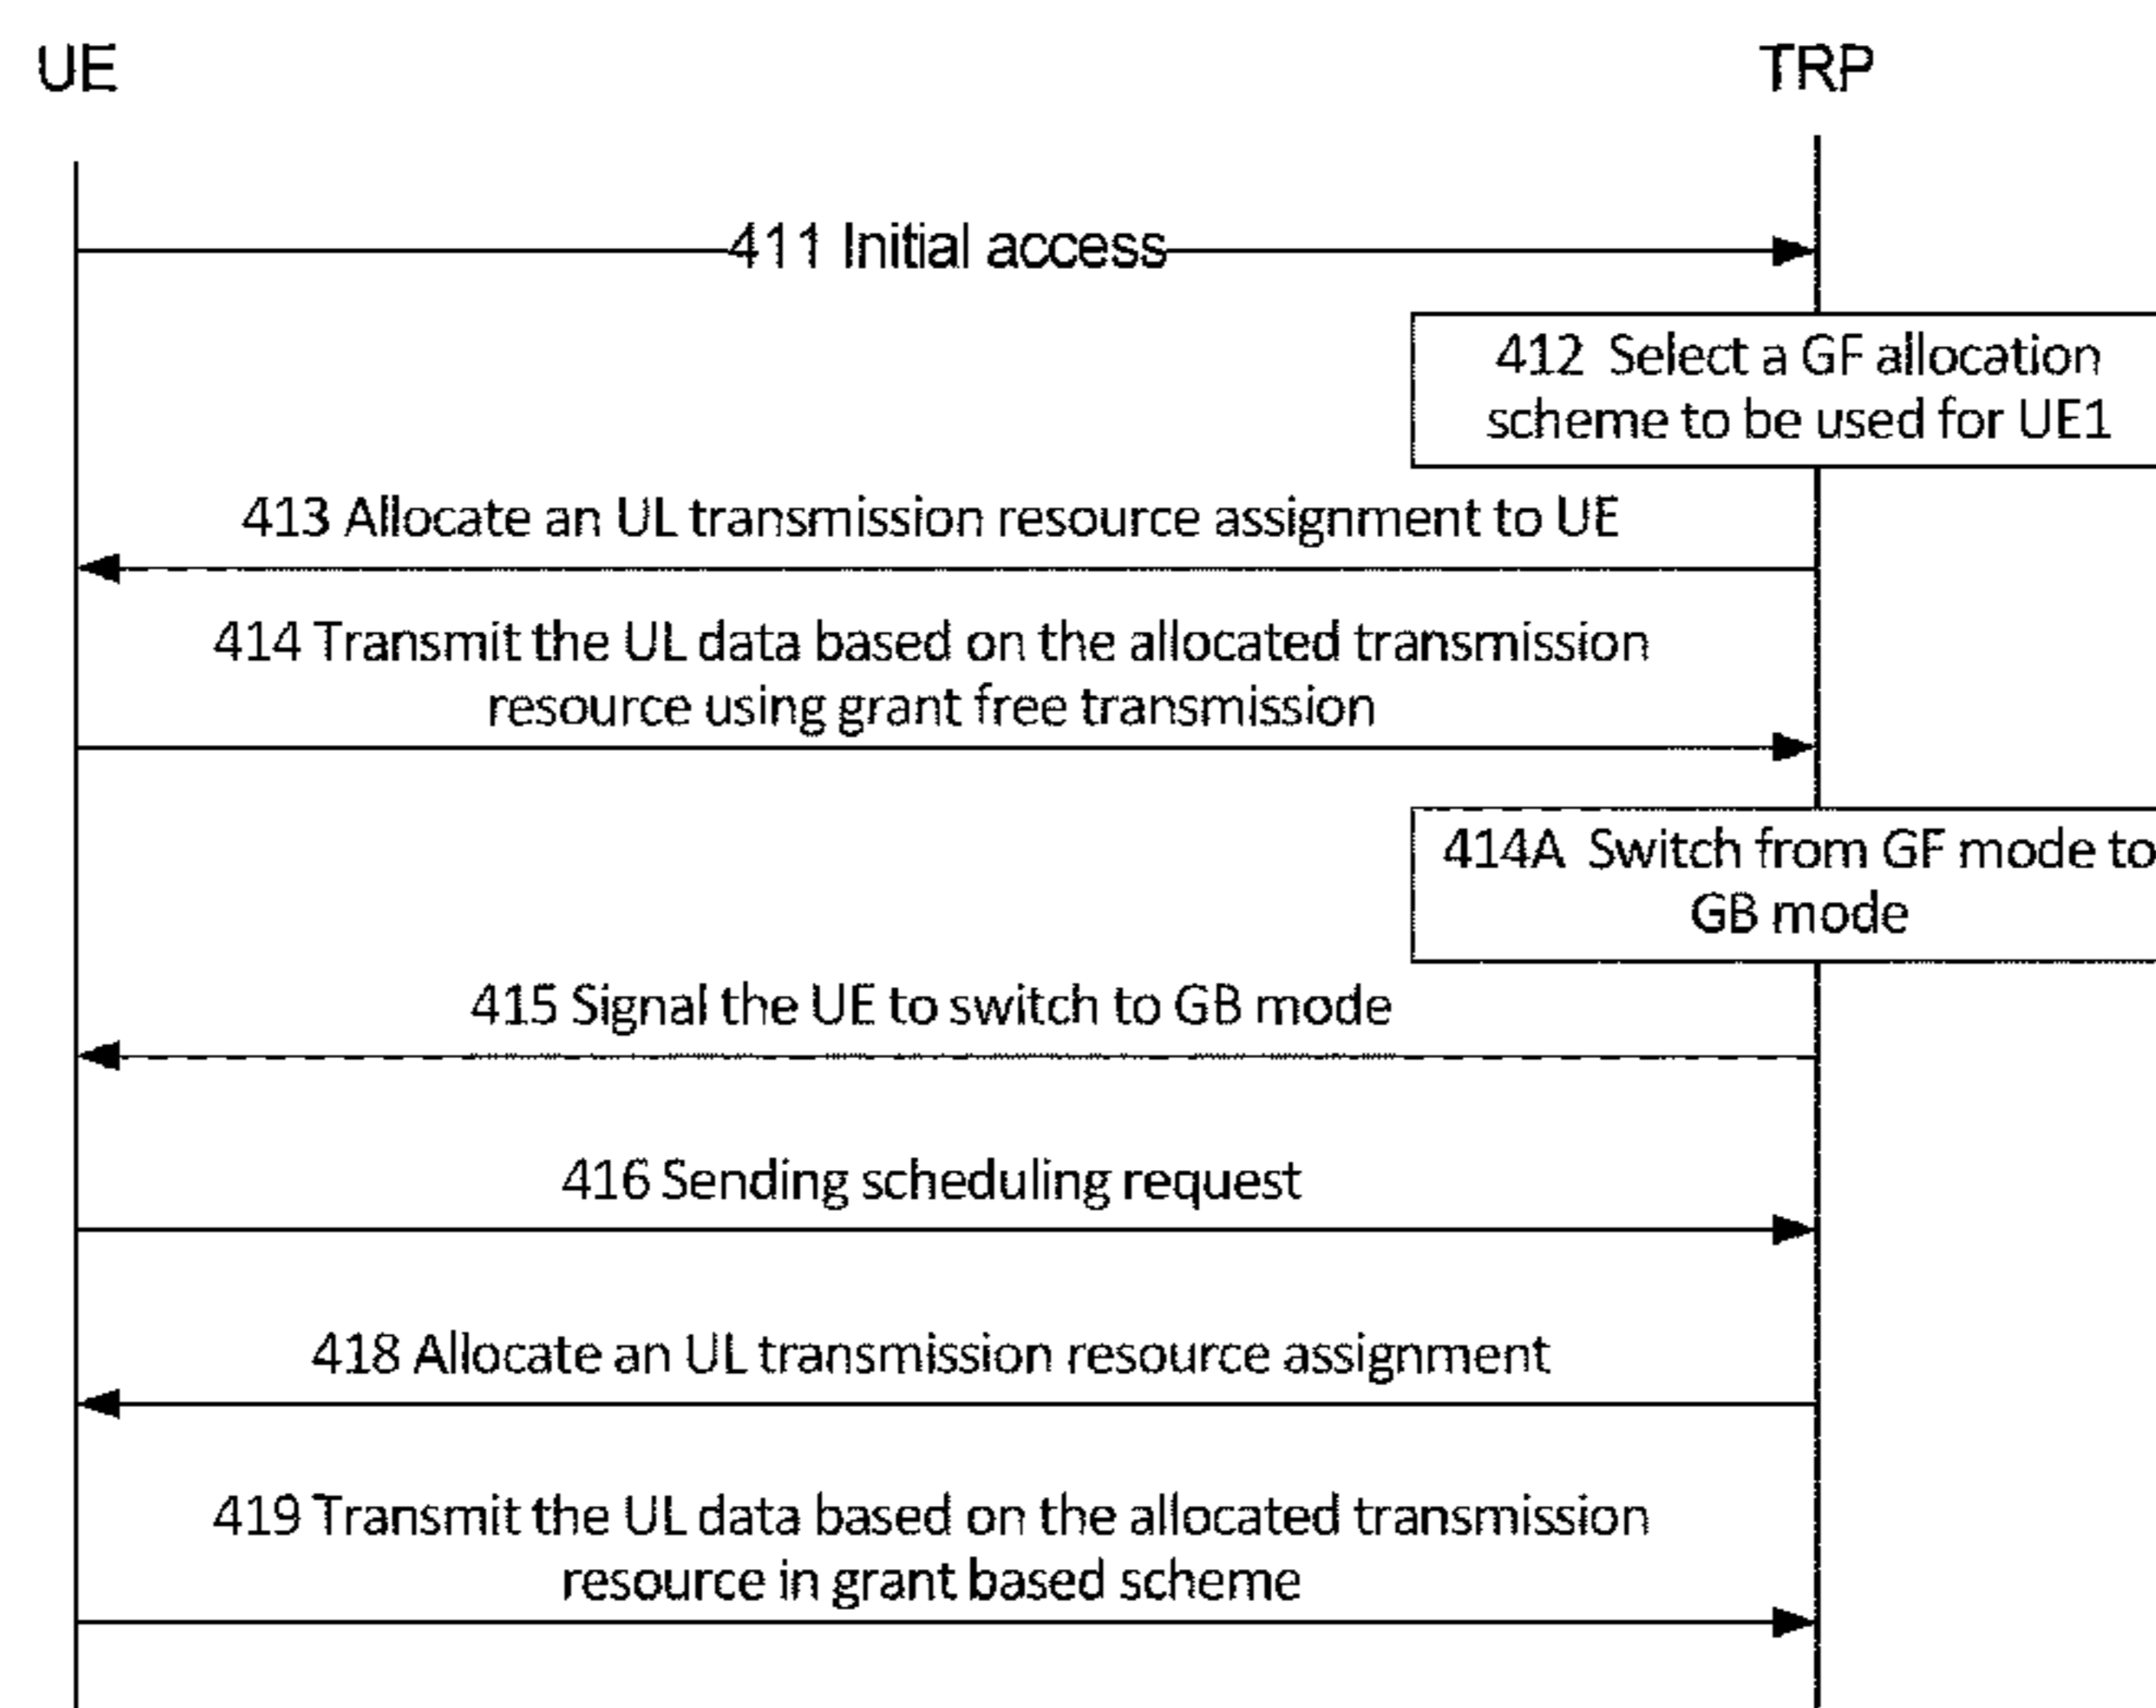 UE
TRP
411 Initial access
412 Select a GF allocation
scheme to be used for UE1
413 Allocate an UL transmission resource assignment to UE
414 Transmit the UL data based on the allocated transmission
resource using grant free transmission
414A Switch from GF mode to
GB mode
415 Signal the UE to switch to GB mode
416 Sending scheduling request
418 Allocate an UL transmission resource assignment
419 Transmit the UL data based on the allocated transmission
resource in grant based scheme